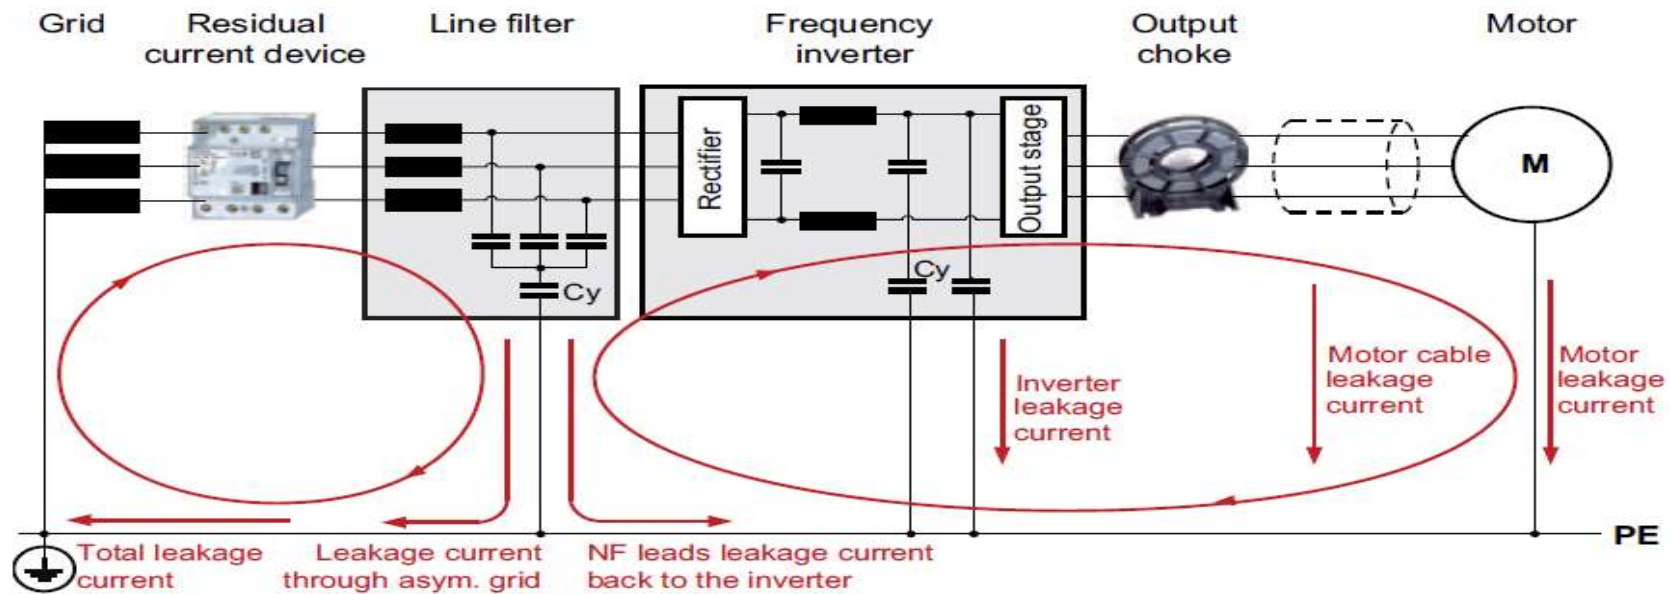 Grid
Residual
current device
Line filter
Frequency
inverter
Output
choke
Motor
Rectifier
Output stage
M
Cy
Cy
Inverter
leakage
current
Motor cable
leakage
current
Motor
leakage
current
PE
Total leakage
current
Leakage current
through asym. grid
NF leads leakage current
back to the inverter